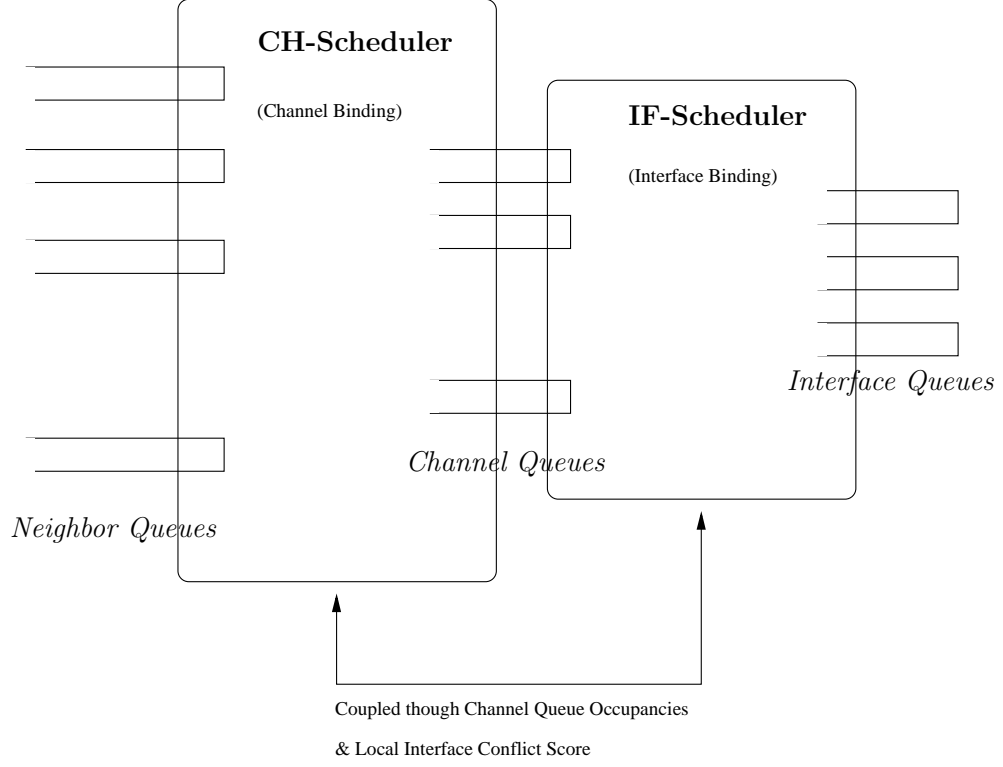 CH-Scheduler
(Channel Binding)
IF-Scheduler
(Interface Binding)
Interface Queues
Channel Queues
Neighbor Queues
Coupled though Channel Queue Occupancies
& Local Interface Conflict Score